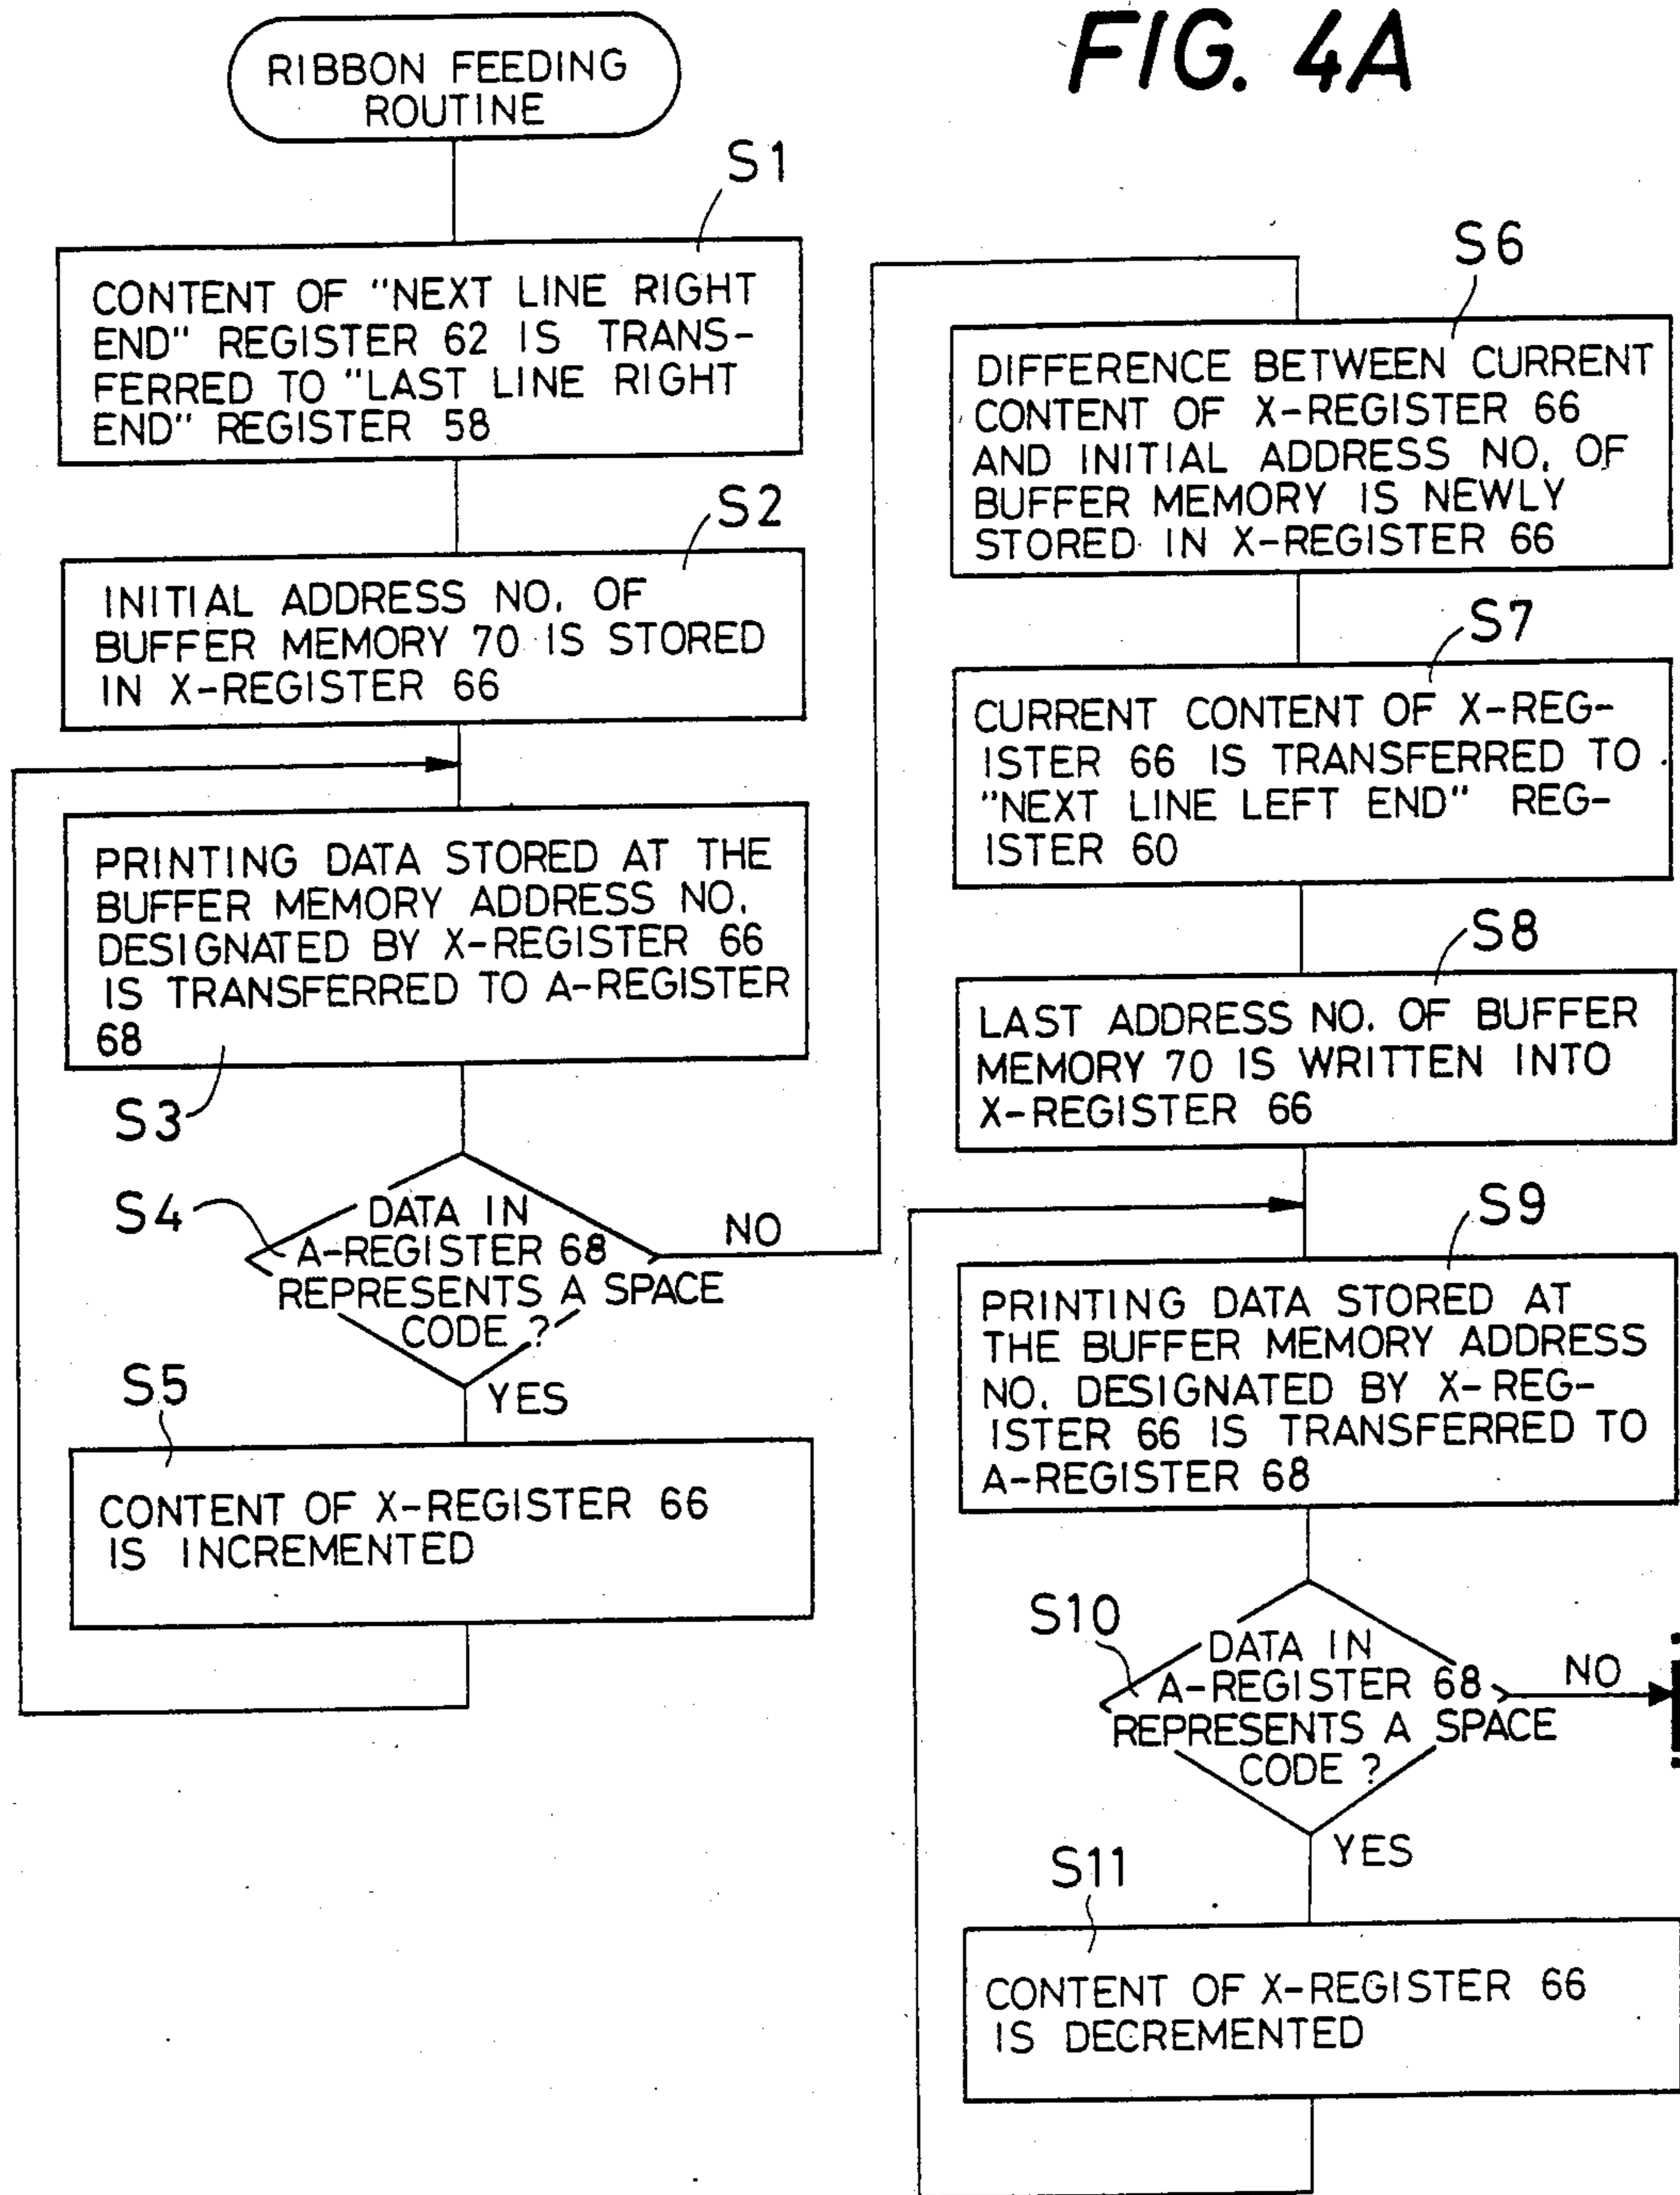 FIG. 4A
RIBBON FEEDING
ROUTINE
S1
CONTENT OF "NEXT LINE RIGHT
END" REGISTER 62 IS TRANS-
FERRED TO "LAST LINE RIGHT
END" REGISTER 58
S2
INITIAL ADDRESS NO. OF
BUFFER MEMORY 70 IS STORED
IN X-REGISTER 66
PRINTING DATA STORED AT THE
BUFFER MEMORY ADDRESS NO.
DESIGNATED BY X-REGISTER 66
IS TRANSFERRED TO A-REGISTER
68
S3
S4
DATA IN
A-REGISTER 68
REPRESENTS A SPACE
CODE ?
NO
YES
S5
CONTENT OF X-REGISTER 66
IS INCREMENTED
S6
DIFFERENCE BETWEEN CURRENT
CONTENT OF X-REGISTER 66
AND INITIAL ADDRESS NO. OF
BUFFER MEMORY IS NEWLY
STORED IN X-REGISTER 66
S7
CURRENT CONTENT OF X-REG-
ISTER 66 IS TRANSFERRED TO
"NEXT LINE LEFT END" REG-
ISTER 60
S8
LAST ADDRESS NO. OF BUFFER
MEMORY 70 IS WRITTEN INTO
X-REGISTER 66
S9
PRINTING DATA STORED AT
THE BUFFER MEMORY ADDRESS
NO. DESIGNATED BY X-REG-
ISTER 66 IS TRANSFERRED TO
A-REGISTER 68
S10
DATA IN
A-REGISTER 68
REPRESENTS A SPACE
CODE ?
NO
YES
S11
CONTENT OF X-REGISTER 66
IS DECREMENTED